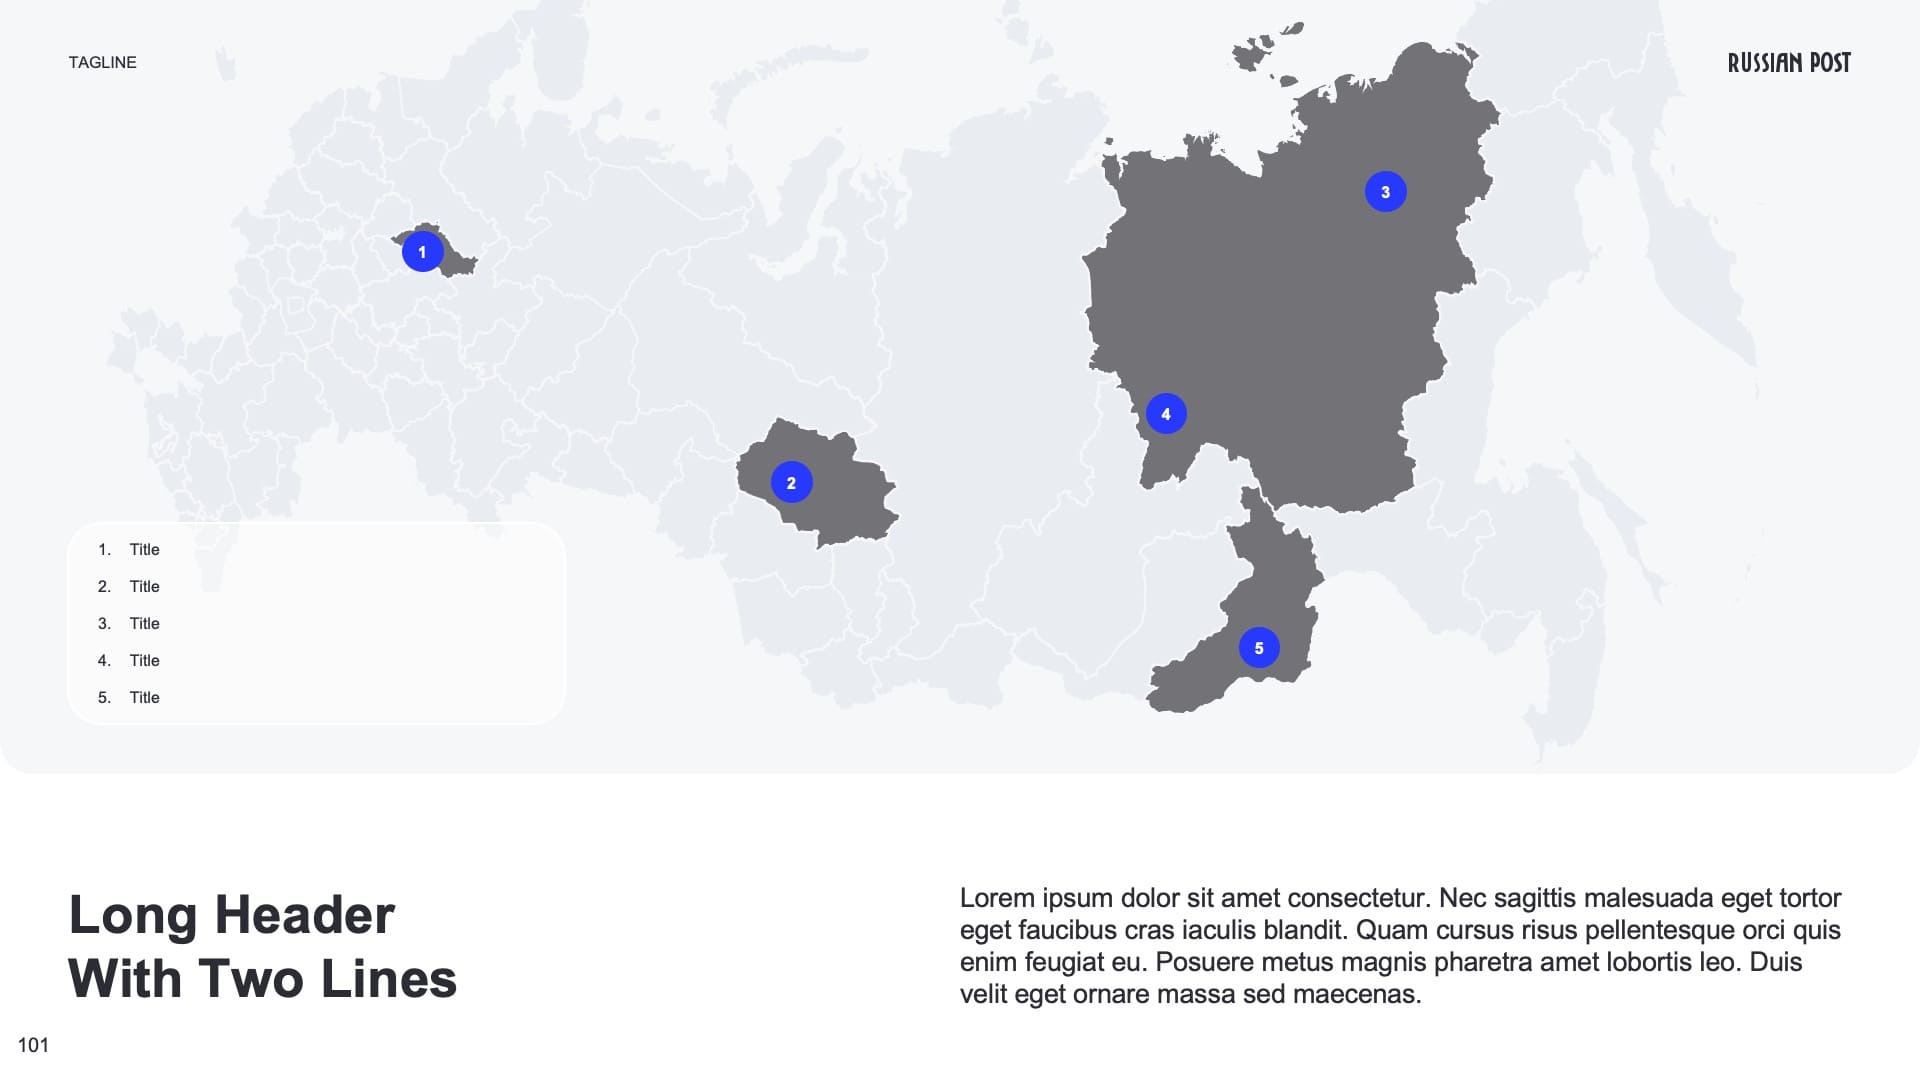 TAGLINE
RUSSIAN POST
3
1
4
2
5
1. Title
2. Title
3. Title
4. Title
5. Title
Long Header
With Two Lines
Lorem ipsum dolor sit amet consectetur. Nec sagittis malesuada eget tortor
eget faucibus cras iaculis blandit. Quam cursus risus pellentesque orci quis
enim feugiat eu. Posuere metus magnis pharetra amet lobortis leo. Duis
velit eget ornare massa sed maecenas.
101